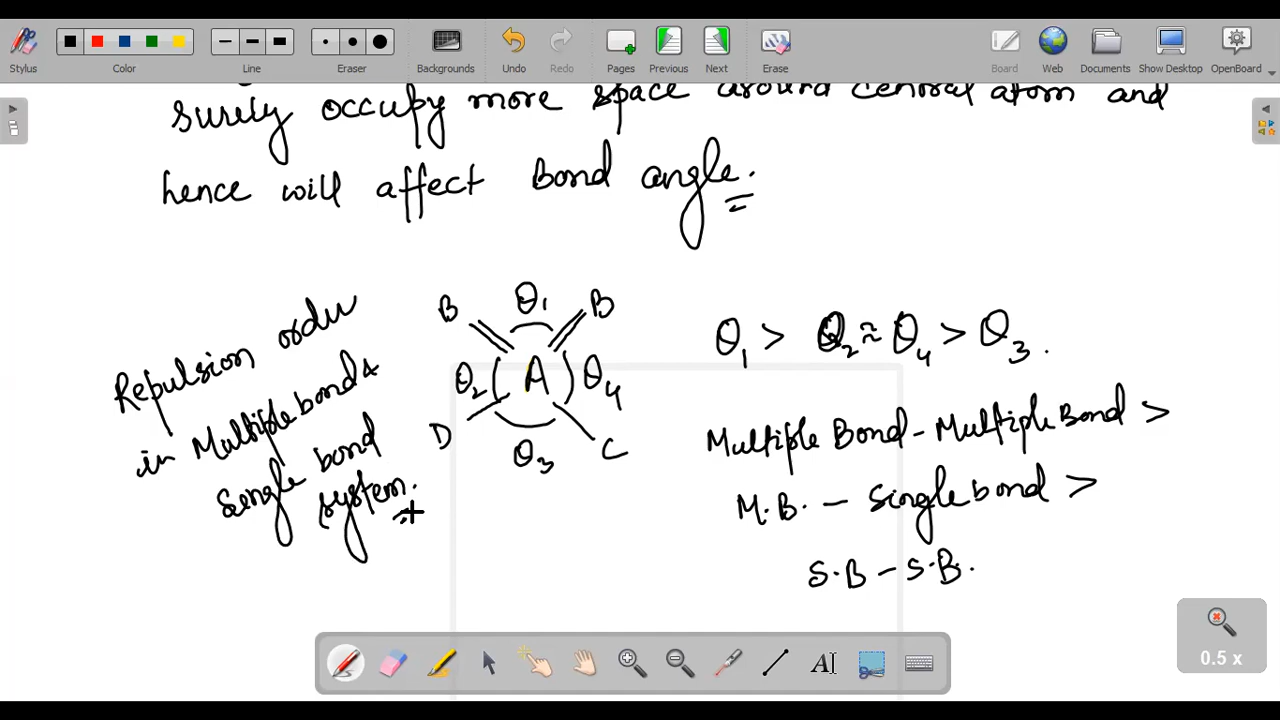 Stylus
Color
Line
Eraser
Backgrounds
Undo
Redo
Pages
Previous
Next
Erase
Board
Web
Documents
Show Desktop
OpenBoard
surely occupy more space around central atom and
hence will affect Bond angle.
Repulsion order
in Multiple bond &
single bond
system.
B θ1 B
θ2 A θ4
D θ3 C
θ1 > θ2 ≈ θ4 > θ3.
Multiple Bond - Multiple Bond >
M.B. - Single bond >
S.B - S.B.
0.5 x